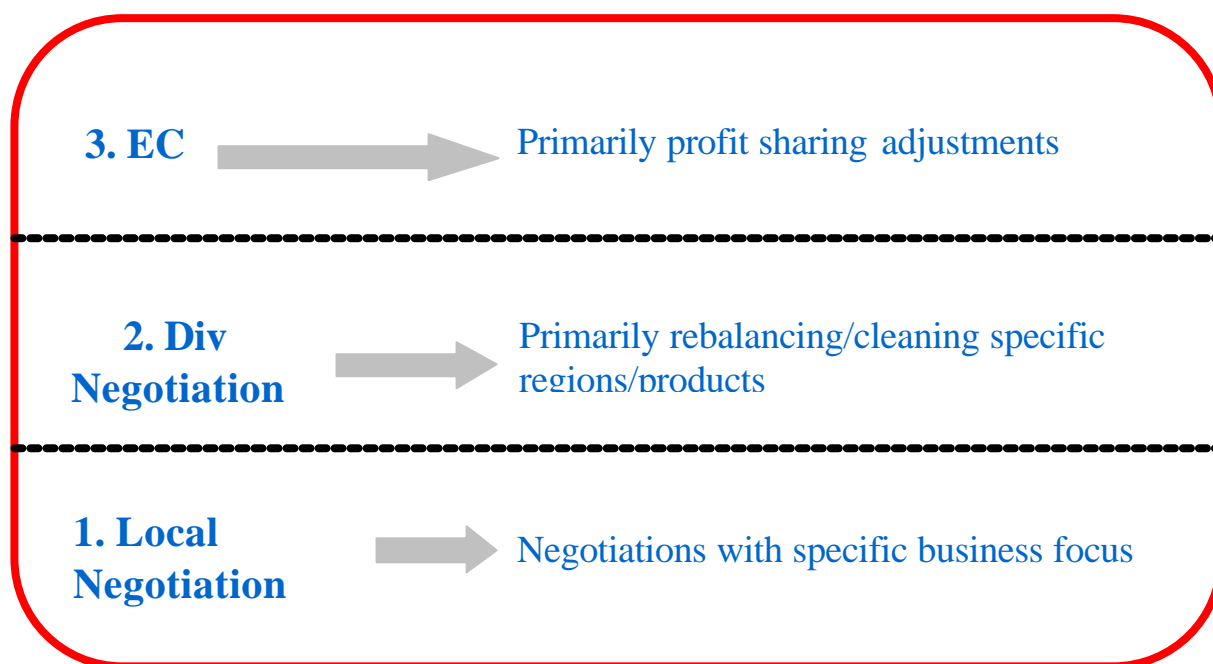 3. EC
Primarily profit sharing adjustments
2. Div
Negotiation
Primarily rebalancing/cleaning specific
regions/products
1. Local
Negotiation
Negotiations with specific business focus